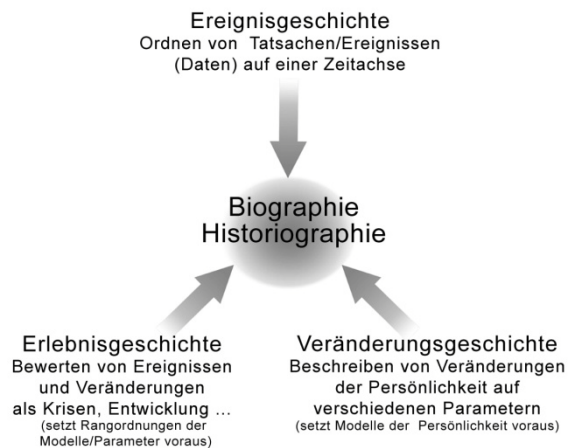 Ereignisgeschichte
Ordnen von Tatsachen/Ereignissen
(Daten) auf einer Zeitachse
Biographie
Historiographie
Erlebnisgeschichte
Bewerten von Ereignissen
und Veränderungen
als Krisen, Entwicklung ...
(setzt Rangordnungen der
Modelle/Parameter voraus)
Veränderungsgeschichte
Beschreiben von Veränderungen
der Persönlichkeit auf
verschiedenen Parametern
(setzt Modelle der Persönlichkeit voraus)